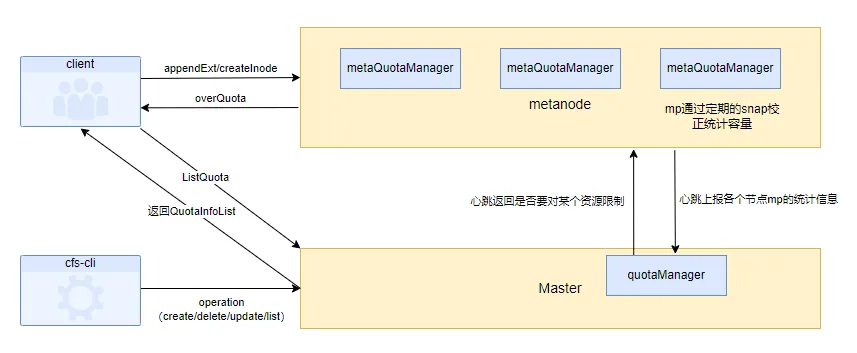 client
appendExt/createInode
overQuota
metaQuotaManager
metaQuotaManager
metaQuotaManager
metanode
mp通过定期的snap校
正统计容量
ListQuota
返回QuotaInfoList
心跳返回是否要对某个资源限制
心跳上报各个节点mp的统计信息
cfs-cli
operation
（create/delete/update/list）
Master
quotaManager